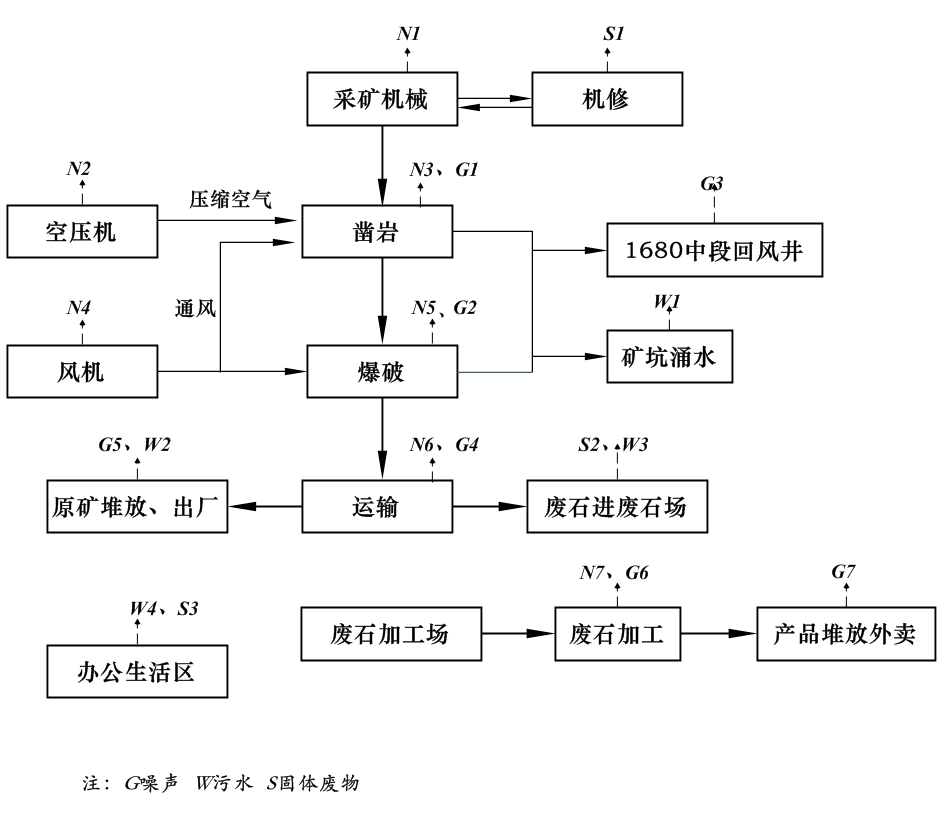 N1
S1
采矿机械
机修
N2
N3、G1
G3
压缩空气
空压机
凿岩
1680中段回风井
N4
通风
N5、G2
W1
风机
爆破
矿坑涌水
G5、W2
N6、G4
S2、W3
原矿堆放、出厂
运输
废石进废石场
N7、G6
G7
W4、S3
废石加工场
废石加工
产品堆放外卖
办公生活区
注：G噪声 W污水 S固体废物